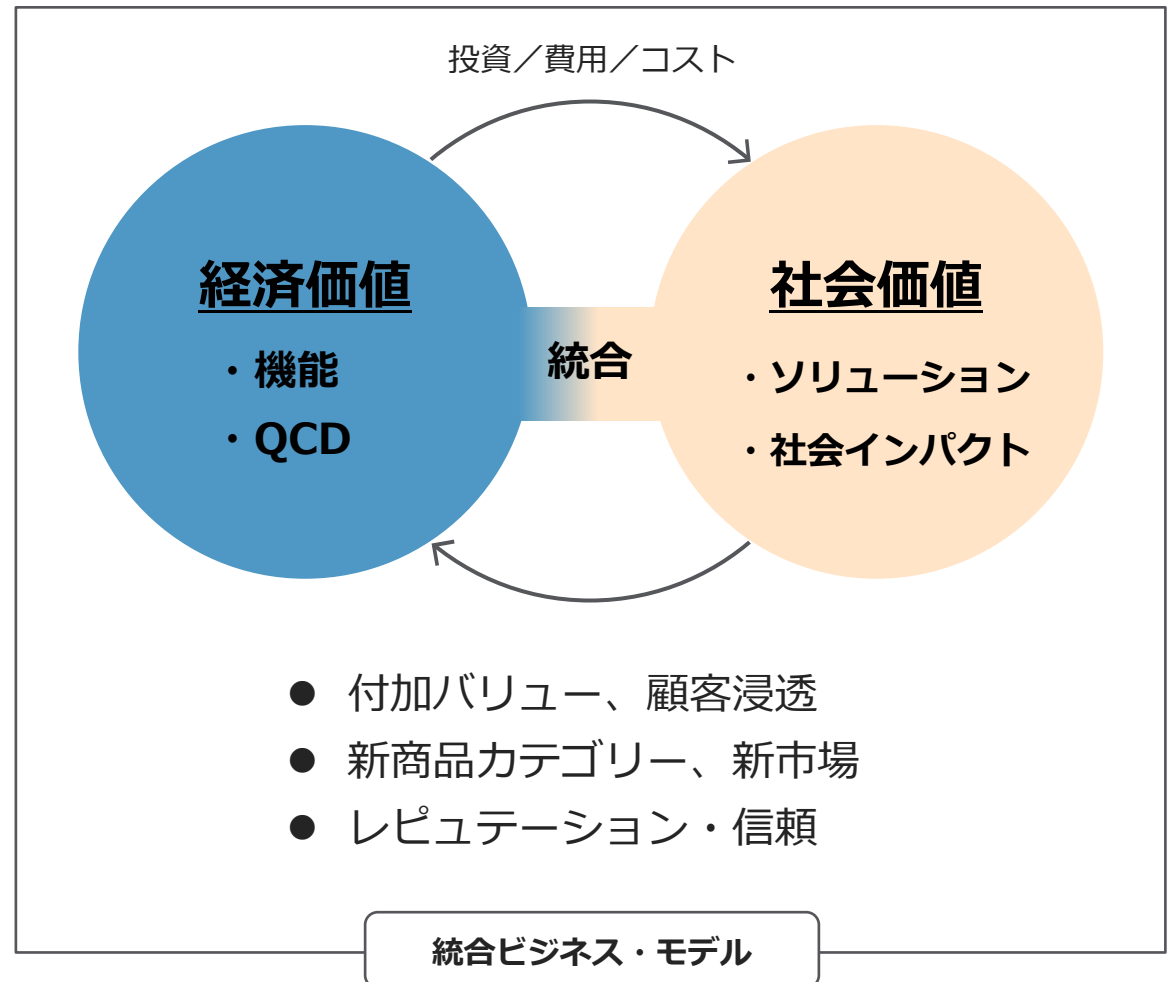 投資／費用／コスト
経済価値
・機能
・QCD
統合
社会価値
・ソリューション
・社会インパクト
● 付加バリュー、顧客浸透
● 新商品カテゴリー、新市場
● レピュテーション・信頼
統合ビジネス・モデル